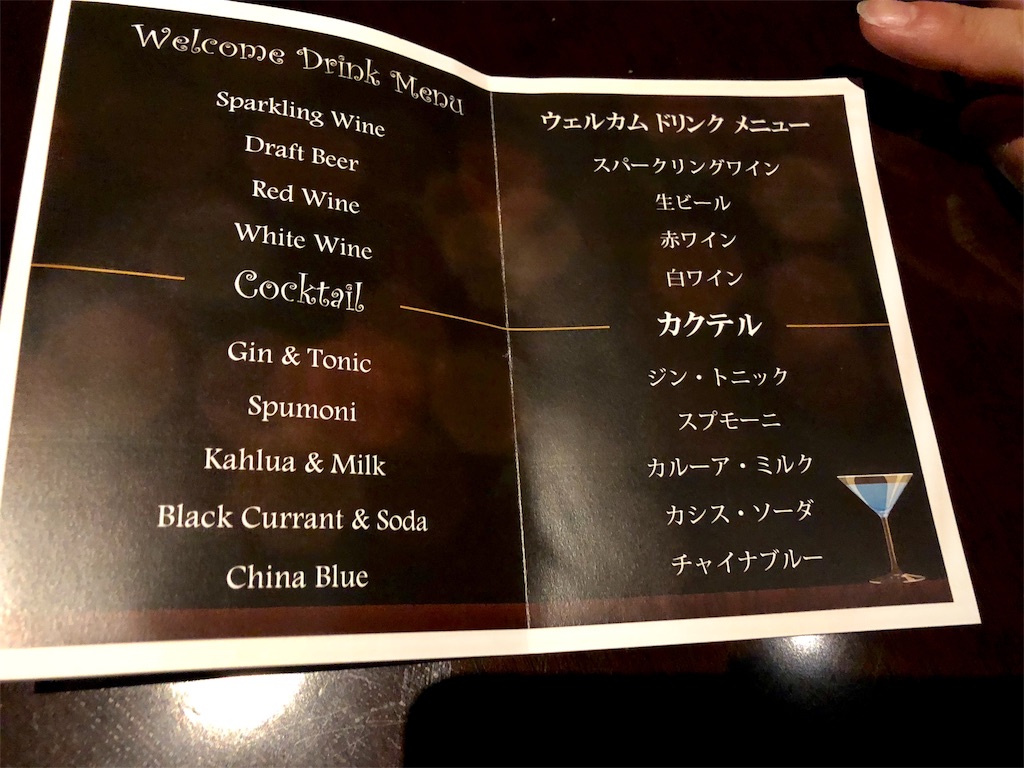 Welcome Drink Menu
Sparkling Wine
Draft Beer
Red Wine
White Wine
Cocktail
Gin & Tonic
Spumoni
Kahlua & Milk
Black Currant & Soda
China Blue
ウェルカム ドリンク メニュー
スパークリングワイン
生ビール
赤ワイン
白ワイン
カクテル
ジン・トニック
スプモーニ
カルーア・ミルク
カシス・ソーダ
チャイナブルー